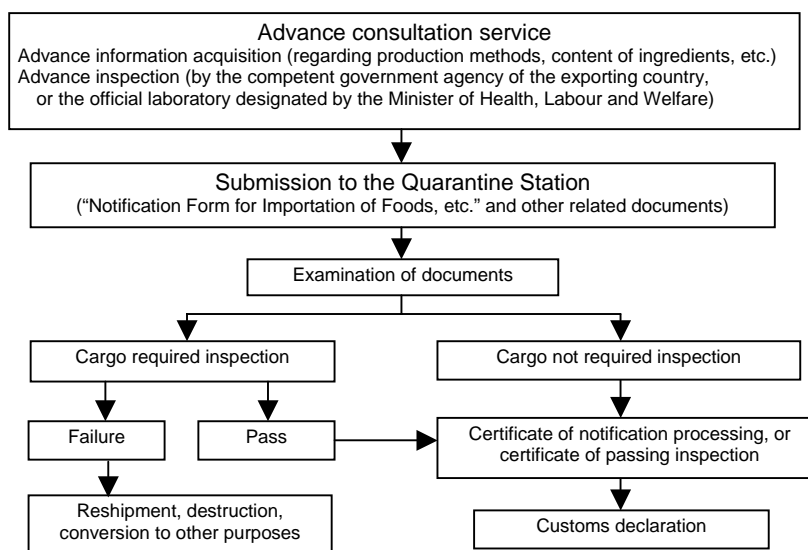 Advance consultation service
Advance information acquisition (regarding production methods, content of ingredients, etc.)
Advance inspection (by the competent government agency of the exporting country,
or the official laboratory designated by the Minister of Health, Labour and Welfare)
Submission to the Quarantine Station
(“Notification Form for Importation of Foods, etc.” and other related documents)
Examination of documents
Cargo required inspection
Cargo not required inspection
Failure
Pass
Certificate of notification processing, or
certificate of passing inspection
Reshipment, destruction,
conversion to other purposes
Customs declaration